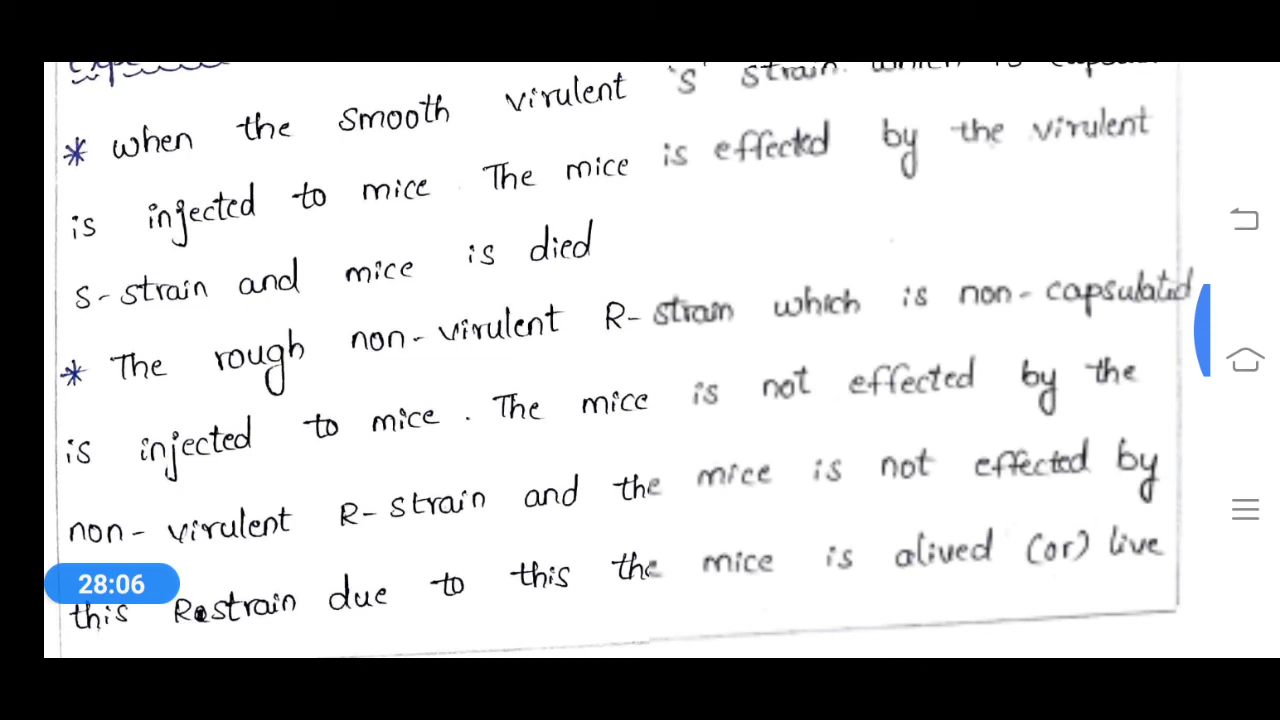 * when the smooth virulent 's' strain which is
is injected to mice. The mice is effected by the virulent
s-strain and mice is died
* The rough non-virulent R-strain which is non-capsulated
is injected to mice. The mice is not effected by the
non-virulent R-strain and the mice is not effected by
this R-strain due to this the mice is alived (or) live
28:06